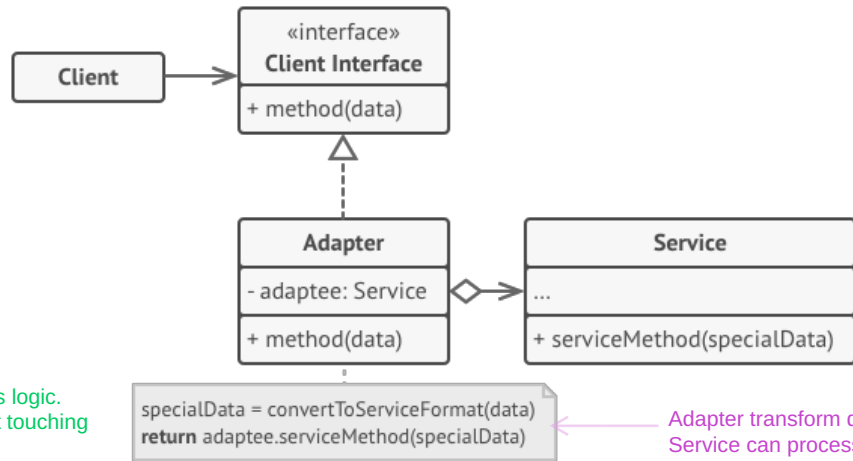 «interface»
Client Interface
Client
+ method(data)
Adapter
Service
- adaptee: Service
...
+ method(data)
+ serviceMethod(specialData)
logic.
touching
specialData = convertToServiceFormat(data)
return adaptee.serviceMethod(specialData)
Adapter transform
Service can process